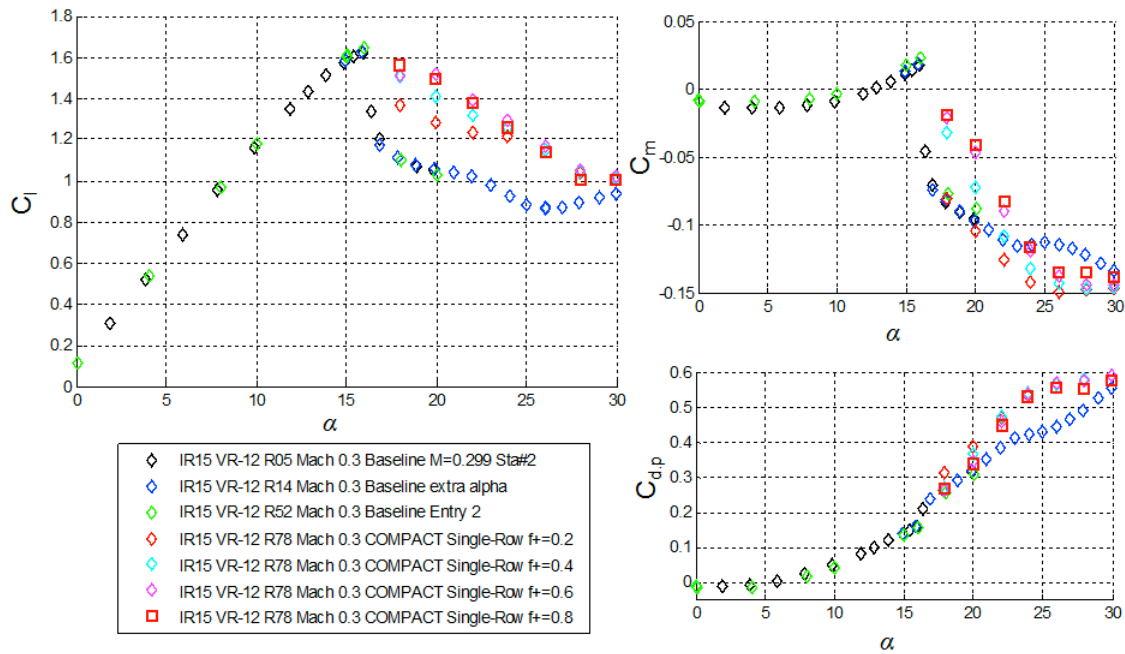 1.8
1.6
1.4
1.2
1
0.8
0.6
0.4
0.2
0
C_l
0 5 10 15 20 25 30
α
0.05
0
-0.05
-0.1
-0.15
C_m
0 5 10 15 20 25 30
α
0.6
0.5
0.4
0.3
0.2
0.1
0
C_d.p
0 5 10 15 20 25 30
α
IR15 VR-12 R05 Mach 0.3 Baseline M=0.299 Sta#2
IR15 VR-12 R14 Mach 0.3 Baseline extra alpha
IR15 VR-12 R52 Mach 0.3 Baseline Entry 2
IR15 VR-12 R78 Mach 0.3 COMPACT Single-Row f+=0.2
IR15 VR-12 R78 Mach 0.3 COMPACT Single-Row f+=0.4
IR15 VR-12 R78 Mach 0.3 COMPACT Single-Row f+=0.6
IR15 VR-12 R78 Mach 0.3 COMPACT Single-Row f+=0.8